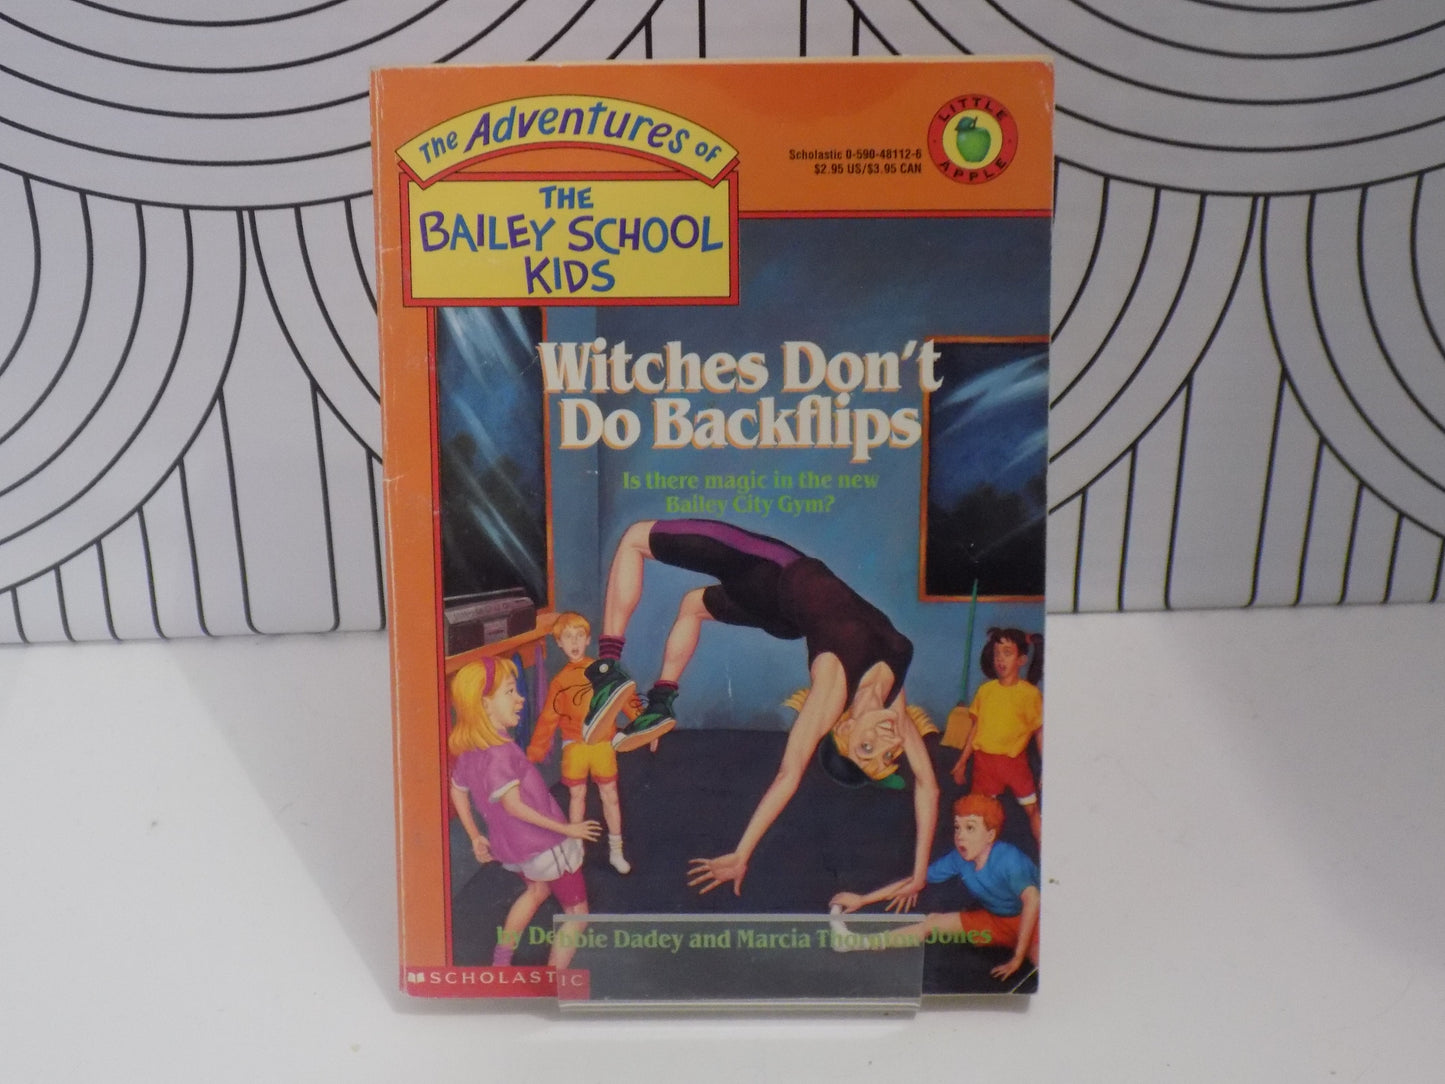 The Adventures of
THE
BAILEY SCHOOL
KIDS
Scholastic 0-590-48112-6
$2.95 US/$3.95 CAN
LITTLE
APPLE
Witches Don't
Do Backflips
Is there magic in the new
Bailey City Gym?
by Debbie Dadey and Marcia Thornton Jones
SCHOLASTIC